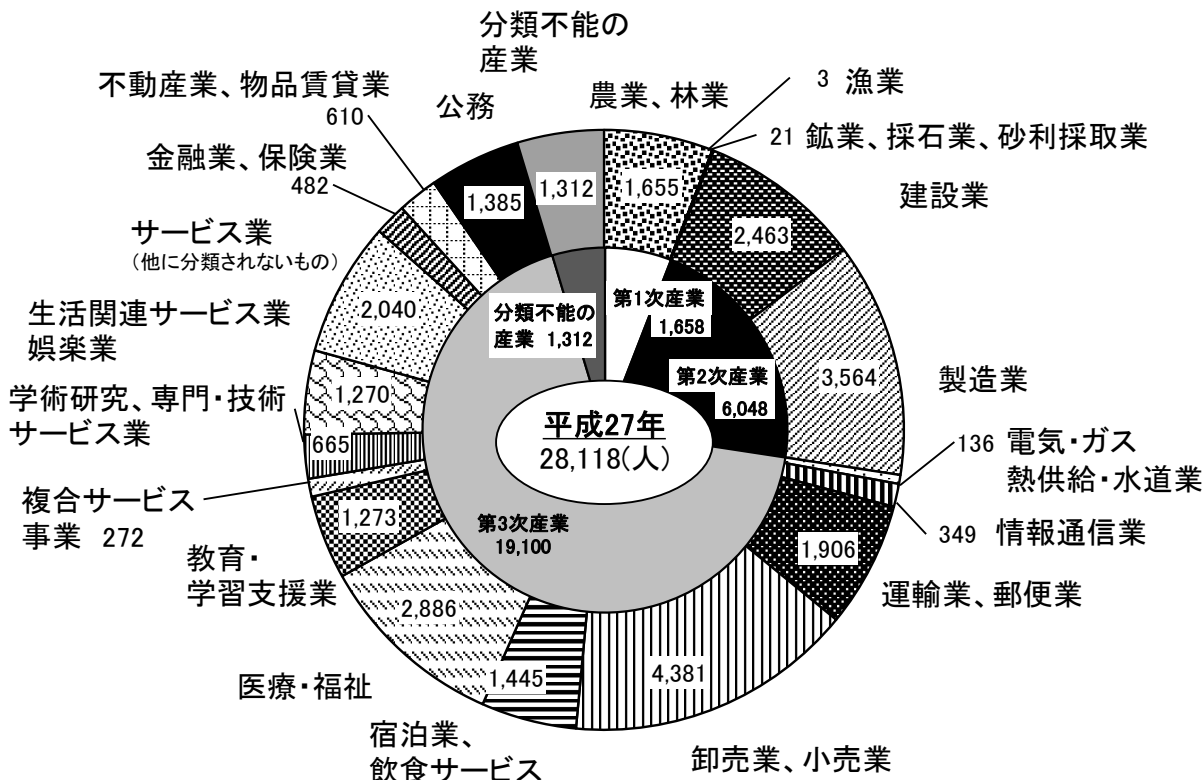 分類不能の
産業
1,312
農業、林業
1,655
3 漁業
21 鉱業、採石業、砂利採取業
建設業
2,463
製造業
3,564
136 電気・ガス
熱供給・水道業
349 情報通信業
運輸業、郵便業
1,906
卸売業、小売業
4,381
宿泊業、
飲食サービス
1,445
医療・福祉
2,886
教育・
学習支援業
1,273
複合サービス
事業 272
学術研究、専門・技術
サービス業
665
生活関連サービス業
娯楽業
1,270
サービス業
(他に分類されないもの)
2,040
金融業、保険業
482
不動産業、物品賃貸業
610
公務
1,385
第1次産業
1,658
第2次産業
6,048
第3次産業
19,100
分類不能の
産業 1,312
平成27年
28,118(人)